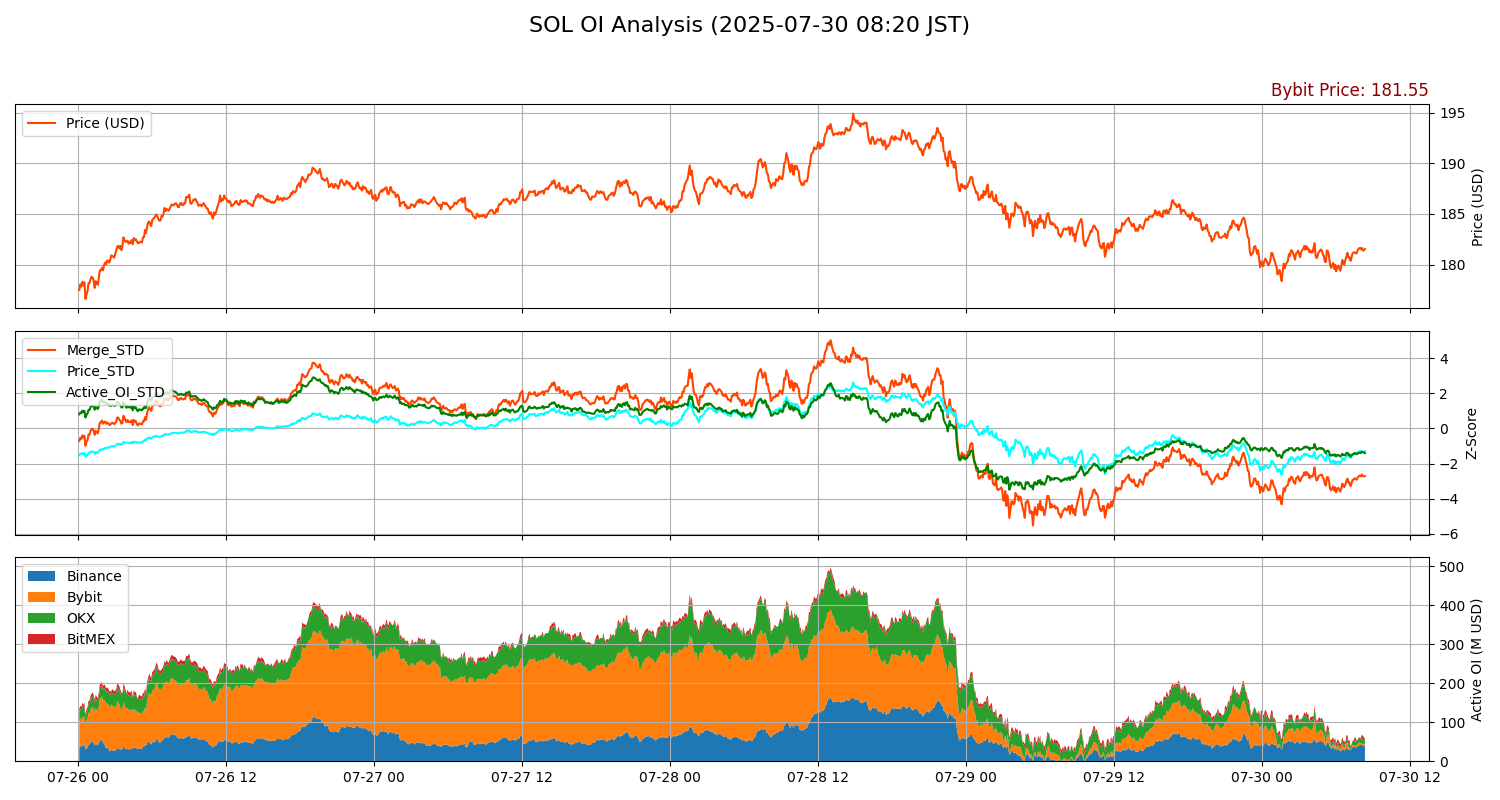 SOL OI Analysis (2025-07-30 08:20 JST)
Bybit Price: 181.55
Price (USD)
195
190
185
180
Price (USD)
Merge_STD
Price_STD
Active_OI_STD
4
2
0
−2
−4
−6
Z-Score
Binance
Bybit
OKX
BitMEX
500
400
300
200
100
0
Active OI (M USD)
07-26 00
07-26 12
07-27 00
07-27 12
07-28 00
07-28 12
07-29 00
07-29 12
07-30 00
07-30 12